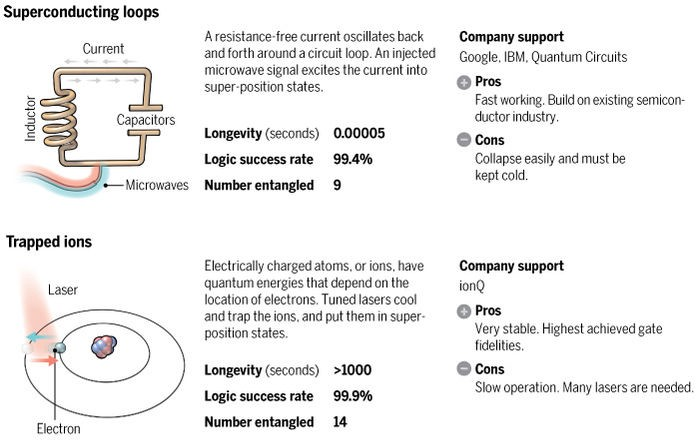 Superconducting loops
Current
Inductor
Capacitors
Microwaves
A resistance-free current oscillates back
and forth around a circuit loop. An injected
microwave signal excites the current into
super-position states.
Longevity (seconds) 0.00005
Logic success rate 99.4%
Number entangled 9
Company support
Google, IBM, Quantum Circuits
+ Pros
Fast working. Build on existing semicon-
ductor industry.
− Cons
Collapse easily and must be
kept cold.
Trapped ions
Laser
Electron
Electrically charged atoms, or ions, have
quantum energies that depend on the
location of electrons. Tuned lasers cool
and trap the ions, and put them in super-
position states.
Longevity (seconds) >1000
Logic success rate 99.9%
Number entangled 14
Company support
ionQ
+ Pros
Very stable. Highest achieved gate
fidelities.
− Cons
Slow operation. Many lasers are needed.